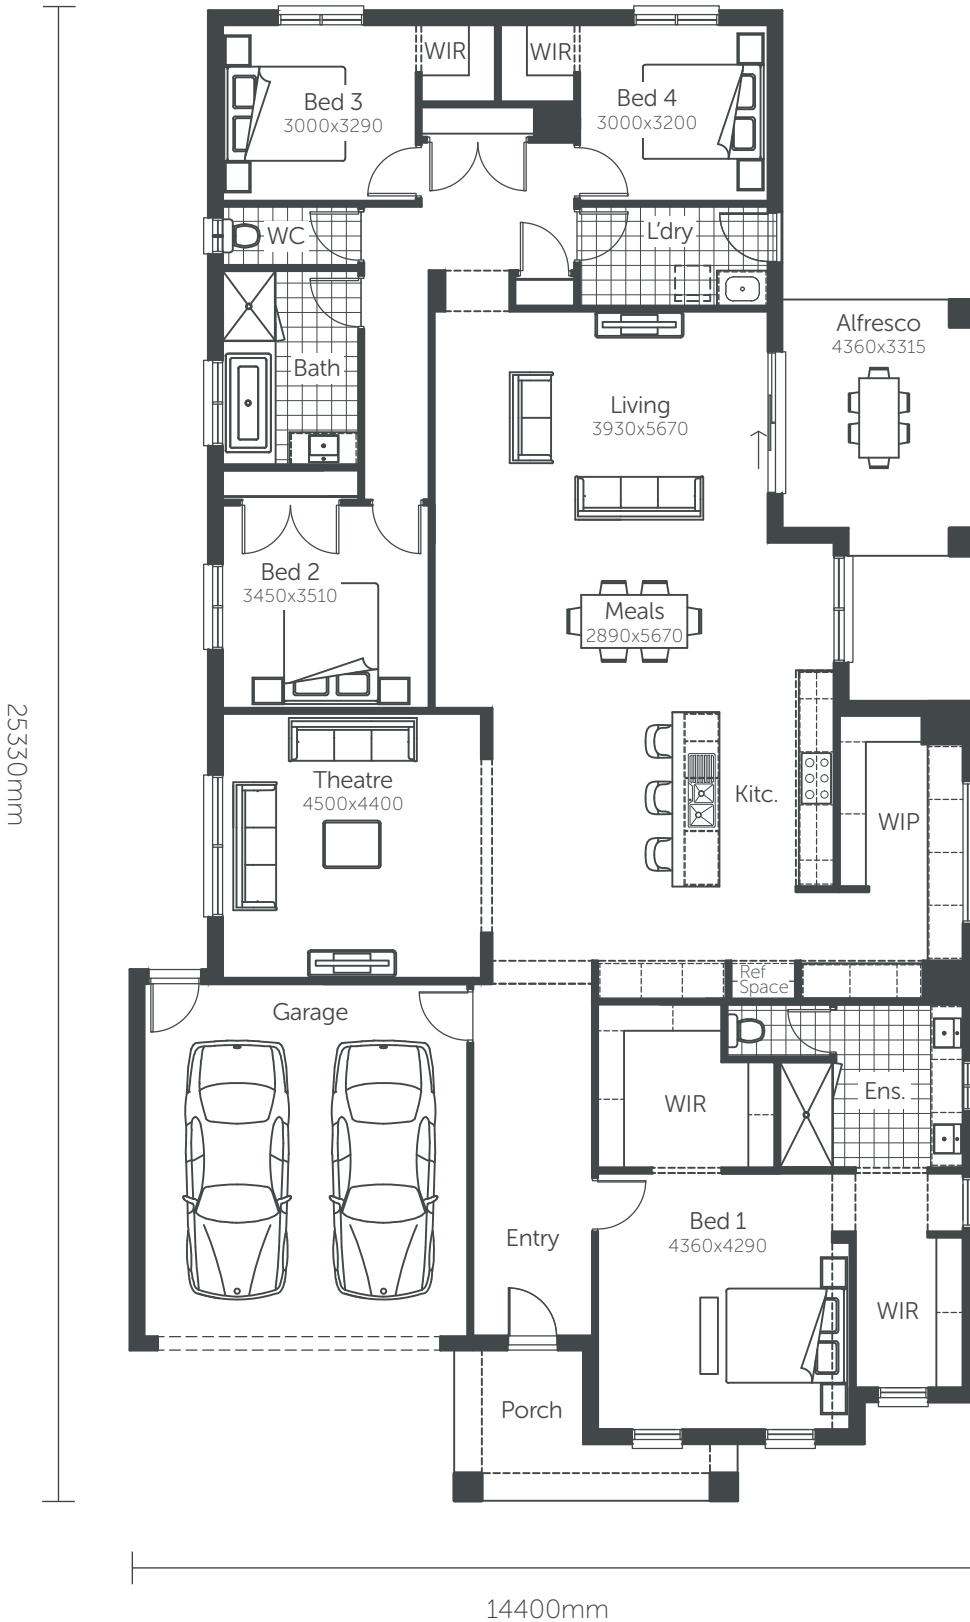 WIR
WIR
Bed 3
3000x3290
Bed 4
3000x3200
WC
L'dry
Bath
Alfresco
4360x3315
Living
3930x5670
Bed 2
3450x3510
Meals
2890x5670
25330mm
Theatre
4500x4400
Kitc.
WIP
Ref
Space
Garage
WIR
Ens.
Entry
Bed 1
4360x4290
WIR
Porch
14400mm